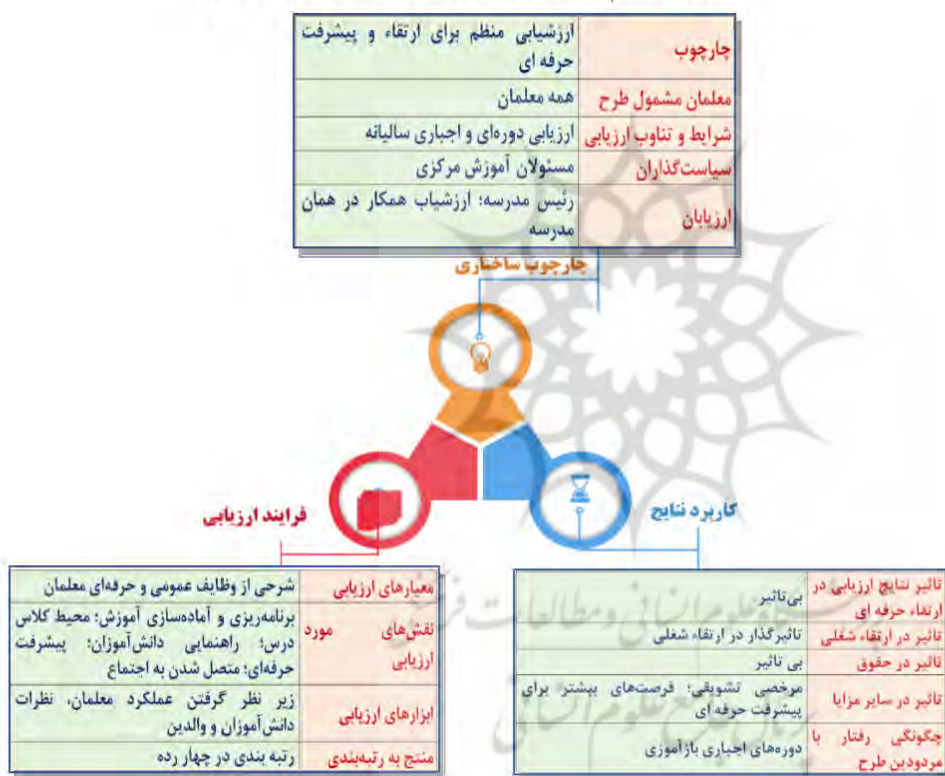 چارچوب
ارزشیابی منظم برای ارتقاء و پیشرفت
حرفه ای
معلمان مشمول طرح
همه معلمان
شرایط و تناوب ارزیابی
ارزیابی دوره‌ای و اجباری سالیانه
سیاست‌گذاران
مسئولان آموزش مرکزی
ارزیابان
رئیس مدرسه؛ ارزشیاب همکار در همان
مدرسه
چارچوب ساختاری
کاربرد نتایج
فرایند ارزیابی
تاثیر نتایج ارزیابی در
ارتقاء حرفه ای
بی‌تاثیر
تاثیر در ارتقاء شغلی
تاثیرگذار در ارتقاء شغلی
تاثیر در حقوق
بی تاثیر
تاثیر در سایر مزایا
مرخصی تشویقی؛ فرصت‌های بیشتر برای
پیشرفت حرفه ای
چگونگی رفتار با
مردودین طرح
دوره‌های اجباری بازآموزی
معیارهای ارزیابی
شرحی از وظایف عمومی و حرفه‌ای معلمان
نقش‌های مورد
ارزیابی
برنامه‌ریزی و آماده‌سازی آموزش؛ محیط کلاس
درس؛ راهنمایی دانش‌آموزان؛ پیشرفت
حرفه‌ای؛ متصل شدن به اجتماع
ابزارهای ارزیابی
زیر نظر گرفتن عملکرد معلمان، نظرات
دانش‌آموزان و والدین
منتج به رتبه‌بندی
رتبه بندی در چهار رده